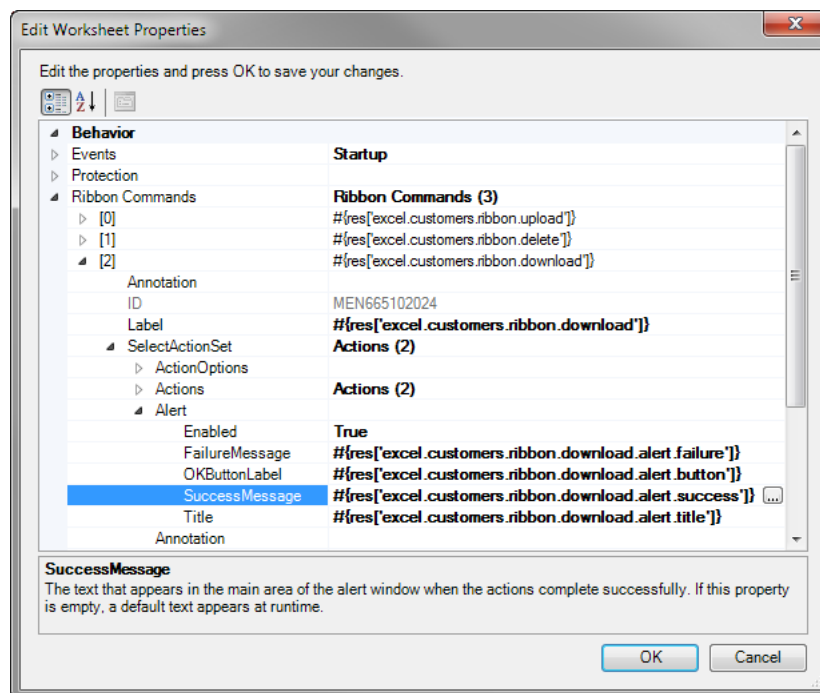 Edit Worksheet Properties
Edit the properties and press OK to save your changes.
Behavior
Events Startup
Protection
Ribbon Commands Ribbon Commands (3)
[0] #{res['excel.customers.ribbon.upload']}
[1] #{res['excel.customers.ribbon.delete']}
[2] #{res['excel.customers.ribbon.download']}
Annotation
ID MEN665102024
Label #{res['excel.customers.ribbon.download']}
SelectActionSet Actions (2)
ActionOptions
Actions Actions (2)
Alert
Enabled True
FailureMessage #{res['excel.customers.ribbon.download.alert.failure']}
OKButtonLabel #{res['excel.customers.ribbon.download.alert.button']}
SuccessMessage #{res['excel.customers.ribbon.download.alert.success']} ...
Title #{res['excel.customers.ribbon.download.alert.title']}
Annotation
SuccessMessage
The text that appears in the main area of the alert window when the actions complete successfully. If this property
is empty, a default text appears at runtime.
OK Cancel